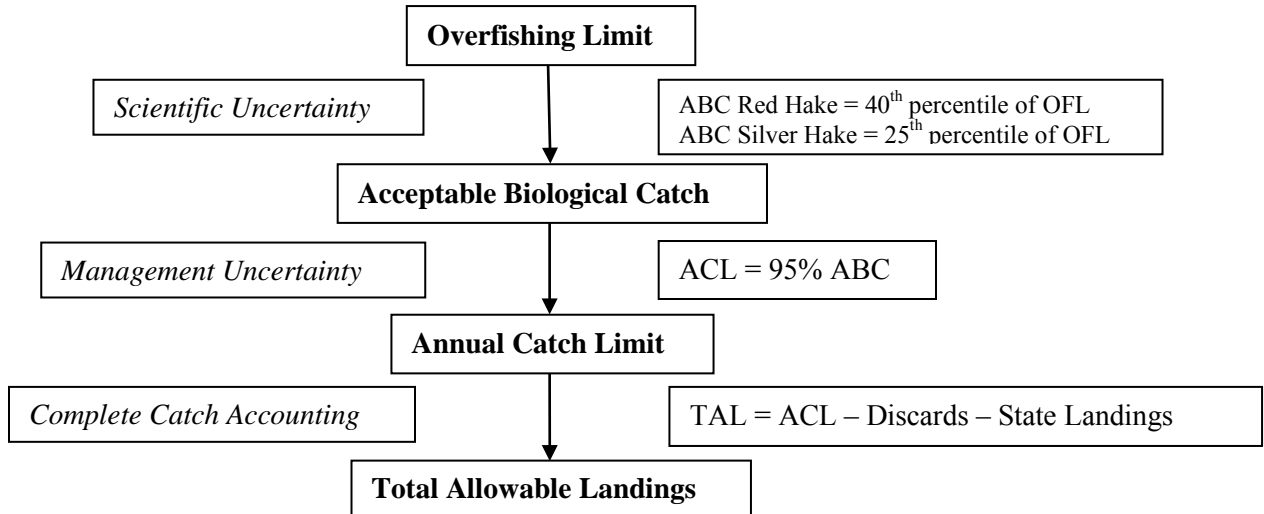 Overfishing Limit
Scientific Uncertainty
ABC Red Hake = 40th percentile of OFL
ABC Silver Hake = 25th percentile of OFL
Acceptable Biological Catch
Management Uncertainty
ACL = 95% ABC
Annual Catch Limit
Complete Catch Accounting
TAL = ACL – Discards – State Landings
Total Allowable Landings